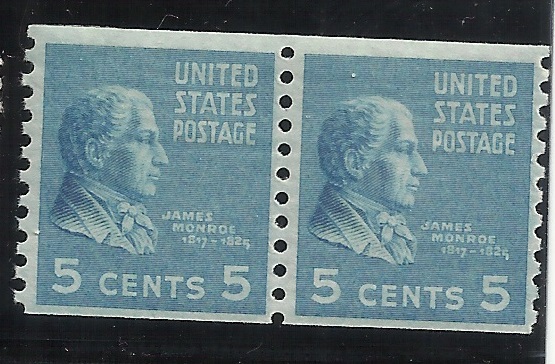 UNITED
STATES
POSTAGE
JAMES
MONROE
1817-1825
5 CENTS 5
UNITED
STATES
POSTAGE
JAMES
MONROE
1817-1825
5 CENTS 5